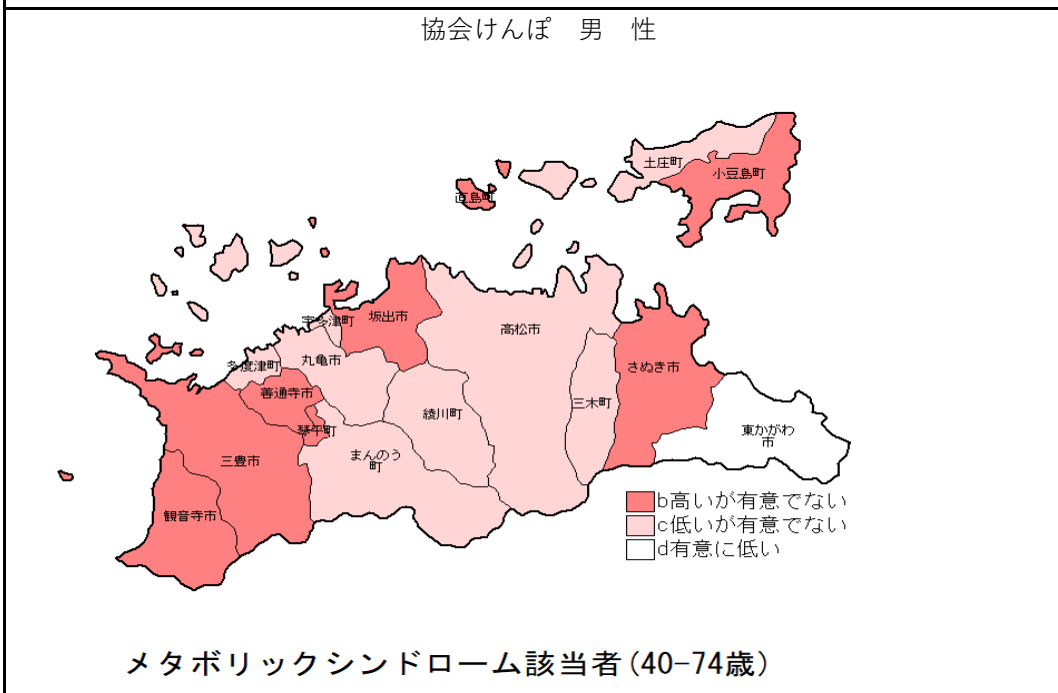 協会けんぽ 男 性
土庄町
小豆島町
直島町
宇多津町
坂出市
高松市
多度津町
丸亀市
さぬき市
善通寺市
三木町
綾川町
琴平町
東かがわ
市
まんのう
町
三豊市
観音寺市
b高いが有意でない
c低いが有意でない
d有意に低い
メタボリックシンドローム該当者(40-74歳)